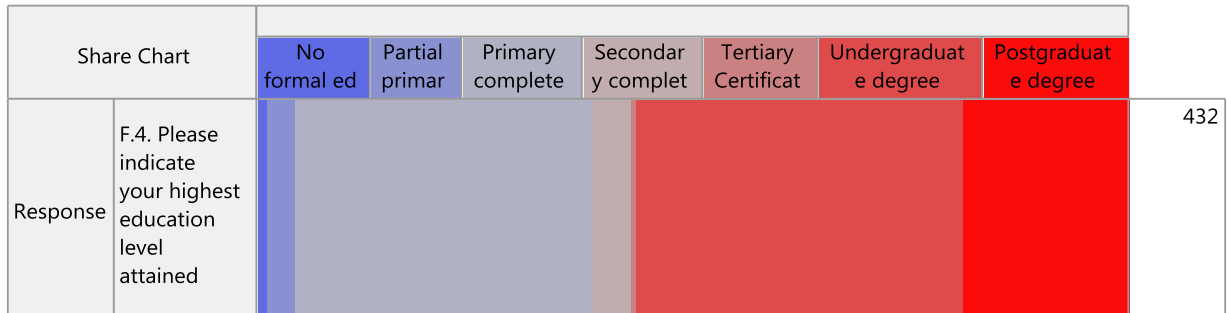 Share Chart
No
formal ed
Partial
primar
Primary
complete
Secondar
y complet
Tertiary
Certificat
Undergraduat
e degree
Postgraduat
e degree
Response
F.4. Please
indicate
your highest
education
level
attained
432